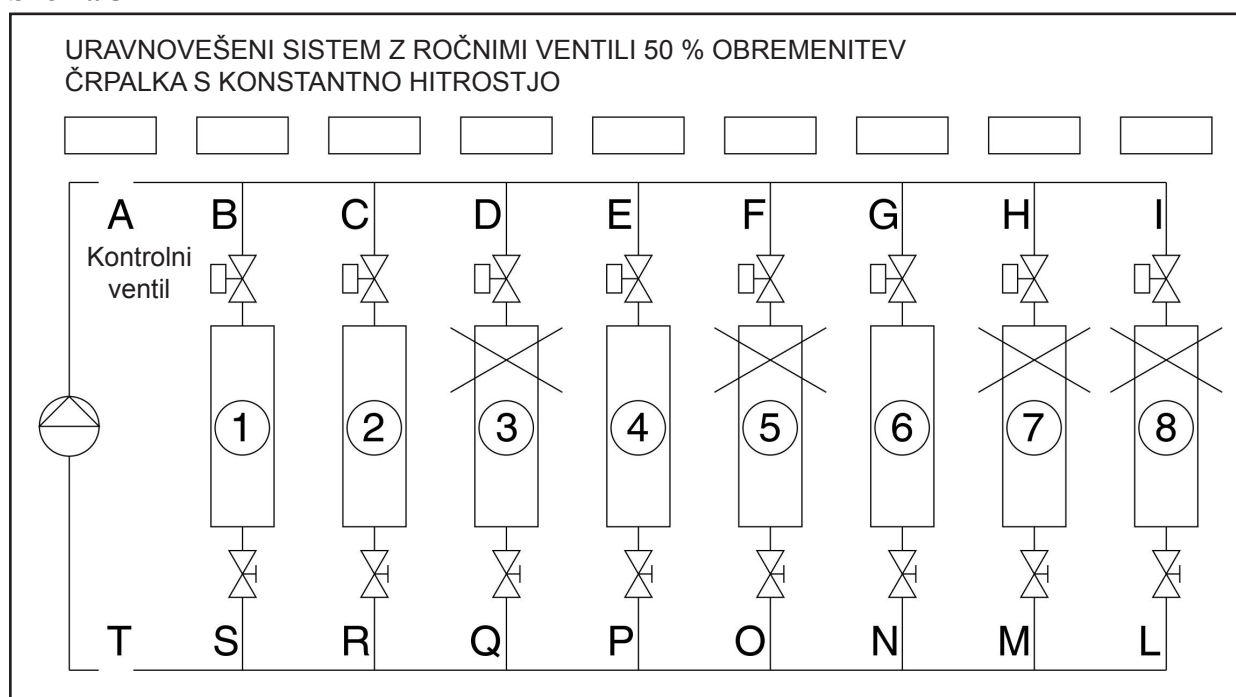 URAVNOVEŠENI SISTEM Z ROČNIMI VENTILI 50 % OBREMENITEV
ČRPALKA S KONSTANTNO HITROSTJO
A B C D E F G H I
Kontrolni
ventil
1 2 3 4 5 6 7 8
T S R Q P O N M L